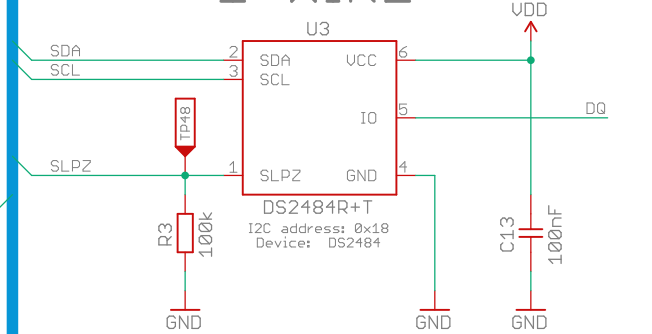 VDD
U3
SDA 2 SDA VCC 6
SCL 3 SCL
TP48
IO 5 DQ
SLPZ 1 SLPZ GND 4
DS2484R+T
I2C address: 0x18
Device: DS2484
R3 100k
C13 100nF
GND GND GND